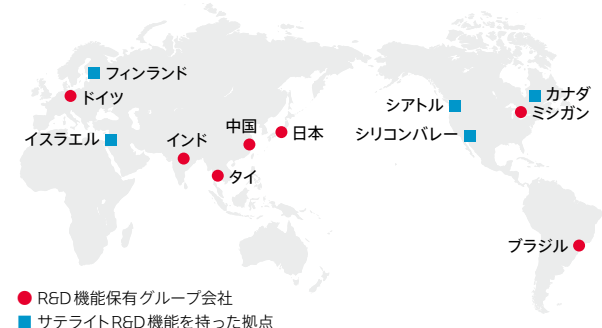 フィンランド
ドイツ
イスラエル
インド
中国
日本
タイ
シアトル
シリコンバレー
カナダ
ミシガン
ブラジル
R&D機能保有グループ会社
サテライトR&D機能を持った拠点